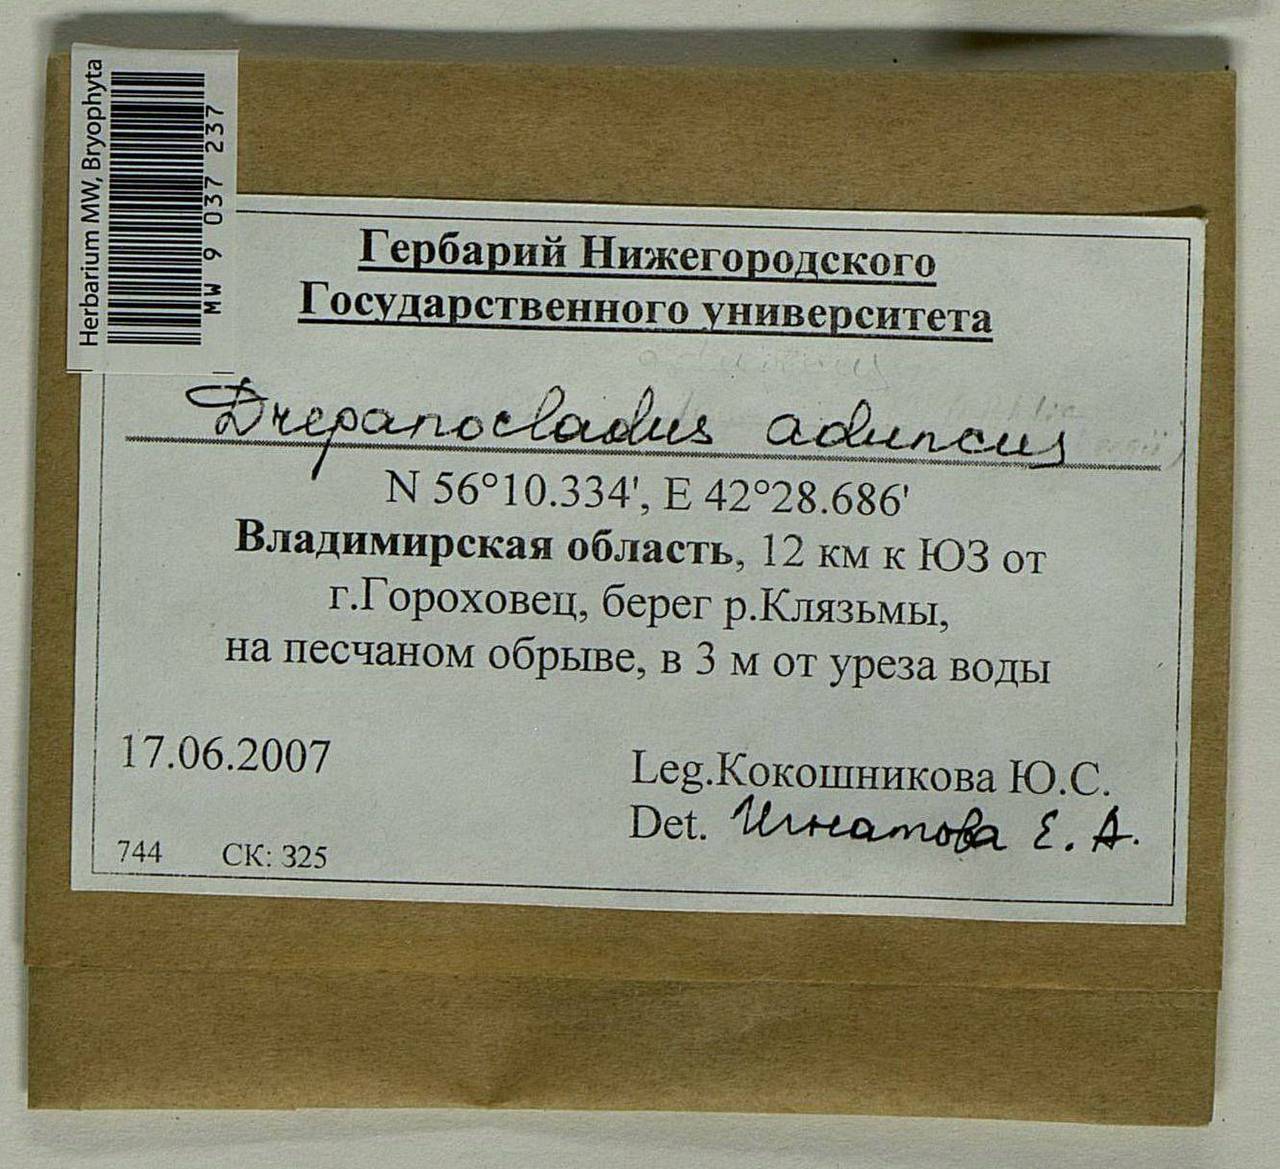 Herbarium MW, Bryophyta
MW 9 037 237
Гербарий Нижегородского
Государственного университета
Drepanocladus aduncus
N 56°10.334', E 42°28.686'
Владимирская область, 12 км к ЮЗ от
г.Гороховец, берег р.Клязьмы,
на песчаном обрыве, в 3 м от уреза воды
17.06.2007
Leg.Кокошникова Ю.С.
Det. Игнатова Е. А.
744 СК: 325